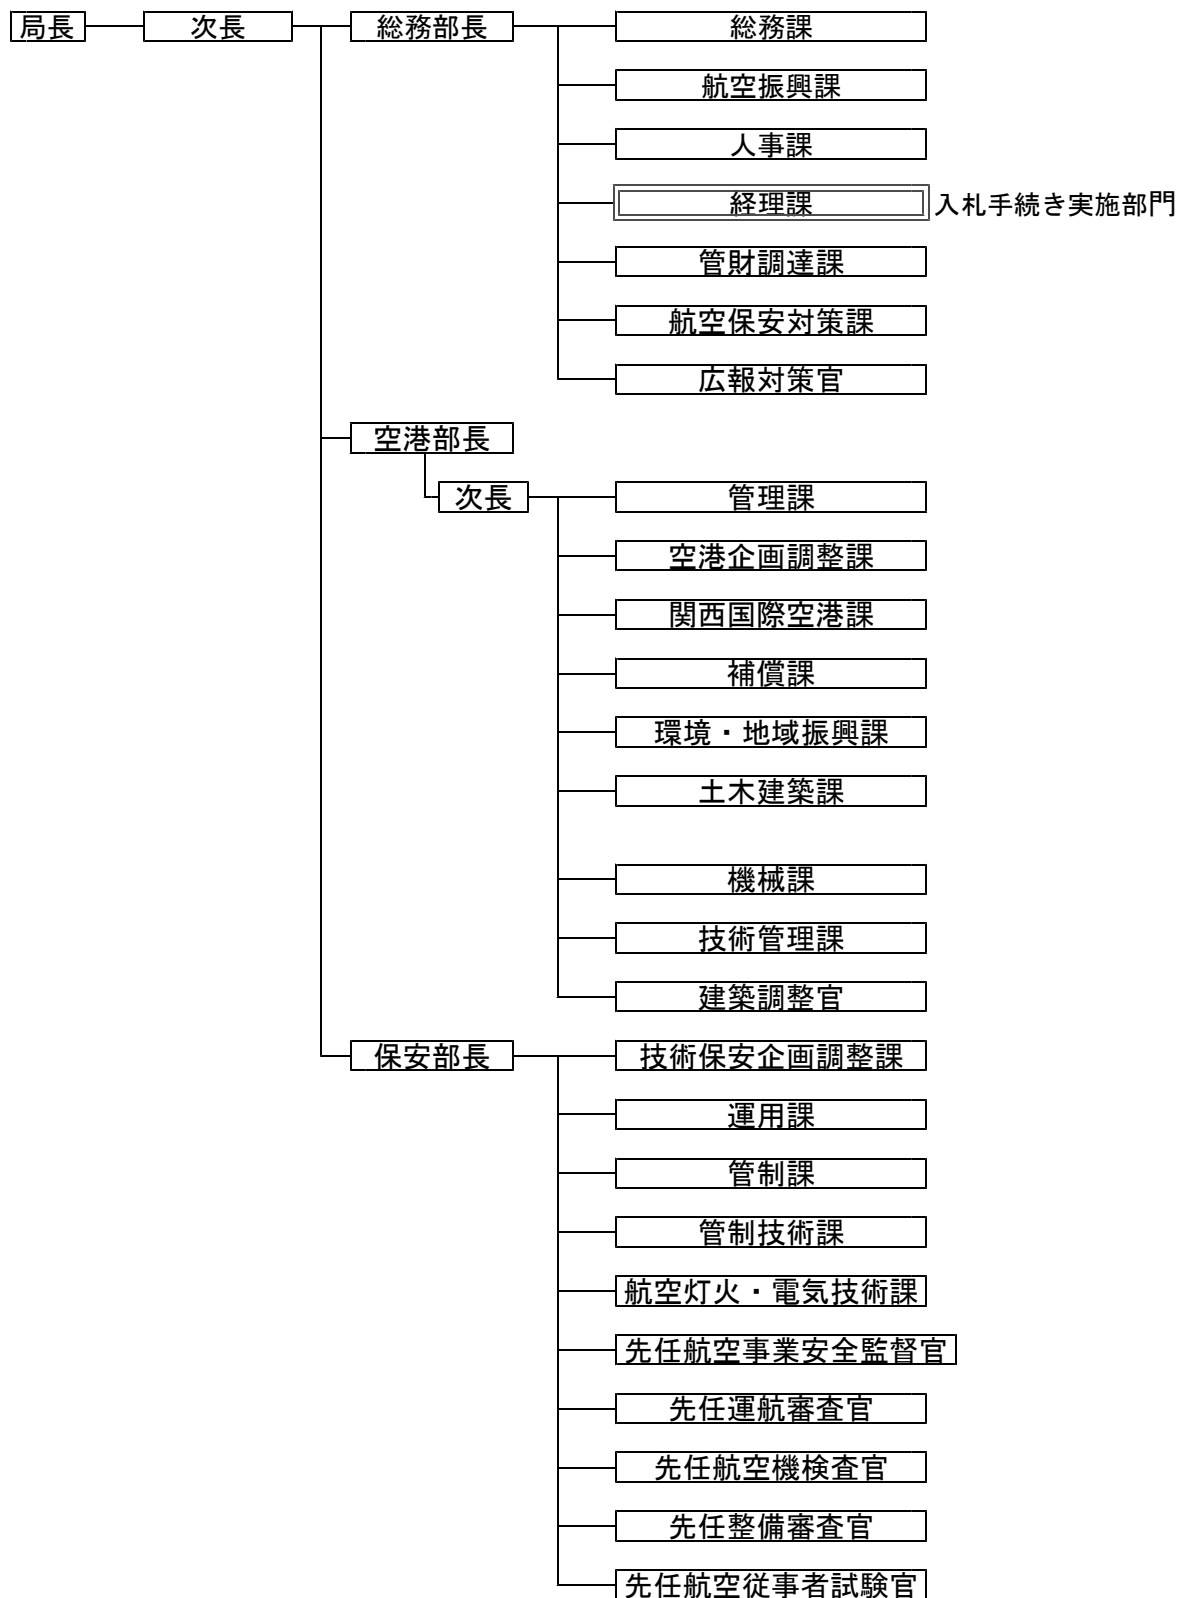 局長 次長 総務部長 総務課
航空振興課
人事課
経理課 入札手続き実施部門
管財調達課
航空保安対策課
広報対策官
空港部長
次長 管理課
空港企画調整課
関西国際空港課
補償課
環境・地域振興課
土木建築課
機械課
技術管理課
建築調整官
保安部長 技術保安企画調整課
運用課
管制課
管制技術課
航空灯火・電気技術課
先任航空事業安全監督官
先任運航審査官
先任航空機検査官
先任整備審査官
先任航空従事者試験官